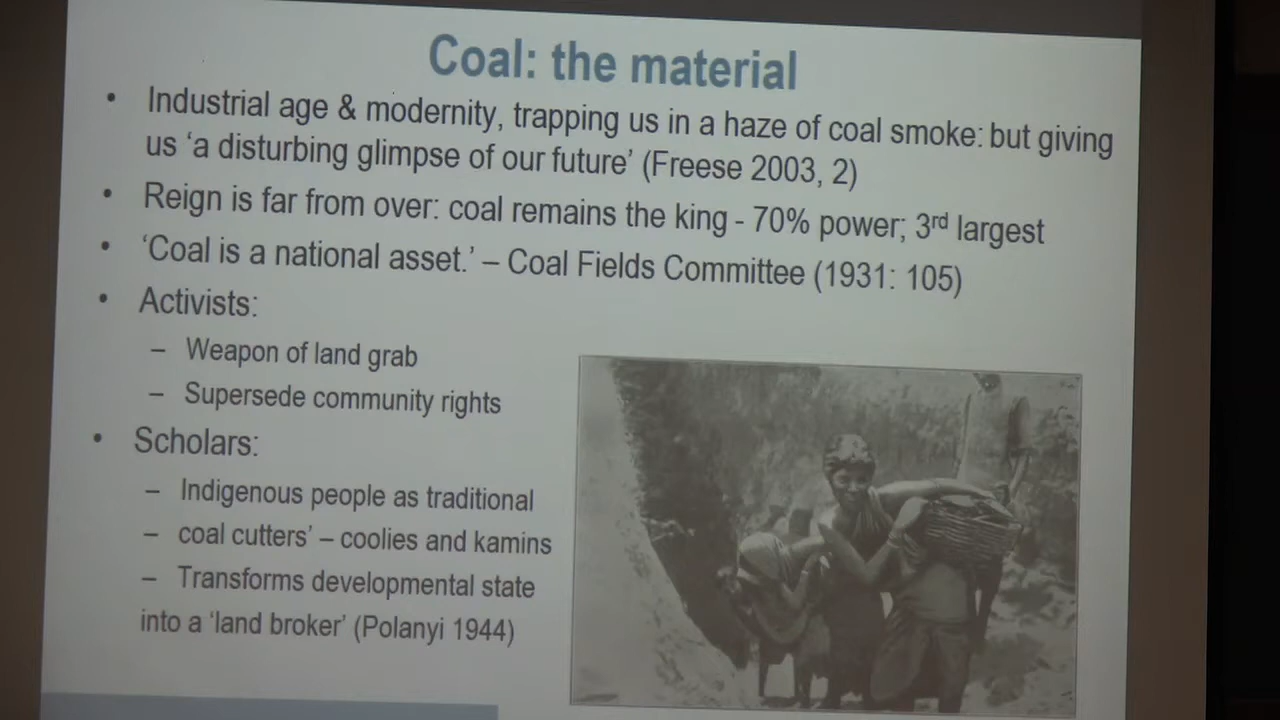 Coal: the material
• Industrial age & modernity, trapping us in a haze of coal smoke: but giving
us ‘a disturbing glimpse of our future’ (Freese 2003, 2)
• Reign is far from over: coal remains the king - 70% power; 3rd largest
• ‘Coal is a national asset.’ – Coal Fields Committee (1931: 105)
• Activists:
– Weapon of land grab
– Supersede community rights
• Scholars:
– Indigenous people as traditional
– coal cutters’ – coolies and kamins
– Transforms developmental state
into a ‘land broker’ (Polanyi 1944)